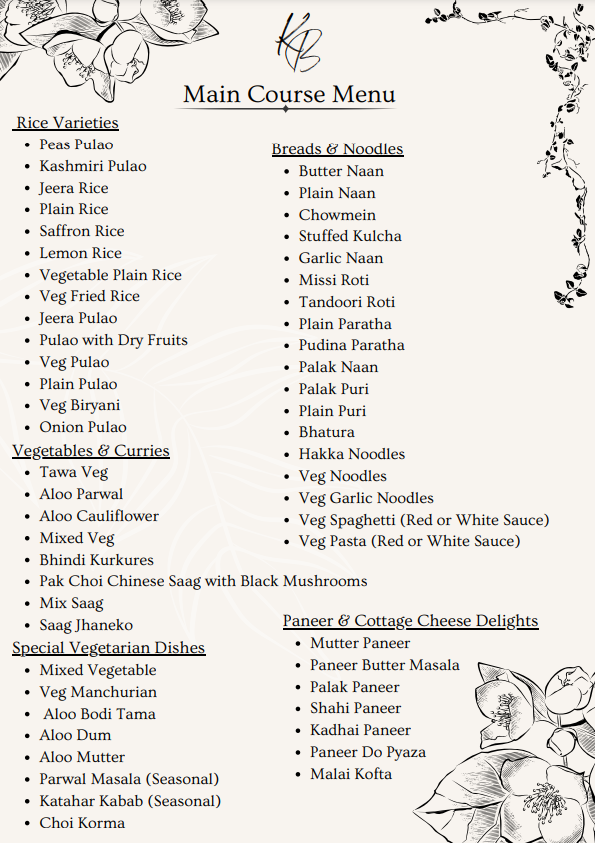 KB
Main Course Menu
Rice Varieties
• Peas Pulao
• Kashmiri Pulao
• Jeera Rice
• Plain Rice
• Saffron Rice
• Lemon Rice
• Vegetable Plain Rice
• Veg Fried Rice
• Jeera Pulao
• Pulao with Dry Fruits
• Veg Pulao
• Plain Pulao
• Veg Biryani
• Onion Pulao
Vegetables & Curries
• Tawa Veg
• Aloo Parwal
• Aloo Cauliflower
• Mixed Veg
• Bhindi Kurkures
• Pak Choi Chinese Saag with Black Mushrooms
• Mix Saag
• Saag Jhaneko
Special Vegetarian Dishes
• Mixed Vegetable
• Veg Manchurian
• Aloo Bodi Tama
• Aloo Dum
• Aloo Mutter
• Parwal Masala (Seasonal)
• Katahar Kabab (Seasonal)
• Choi Korma
Breads & Noodles
• Butter Naan
• Plain Naan
• Chowmein
• Stuffed Kulcha
• Garlic Naan
• Missi Roti
• Tandoori Roti
• Plain Paratha
• Pudina Paratha
• Palak Naan
• Palak Puri
• Plain Puri
• Bhatura
• Hakka Noodles
• Veg Noodles
• Veg Garlic Noodles
• Veg Spaghetti (Red or White Sauce)
• Veg Pasta (Red or White Sauce)
Paneer & Cottage Cheese Delights
• Mutter Paneer
• Paneer Butter Masala
• Palak Paneer
• Shahi Paneer
• Kadhai Paneer
• Paneer Do Pyaza
• Malai Kofta